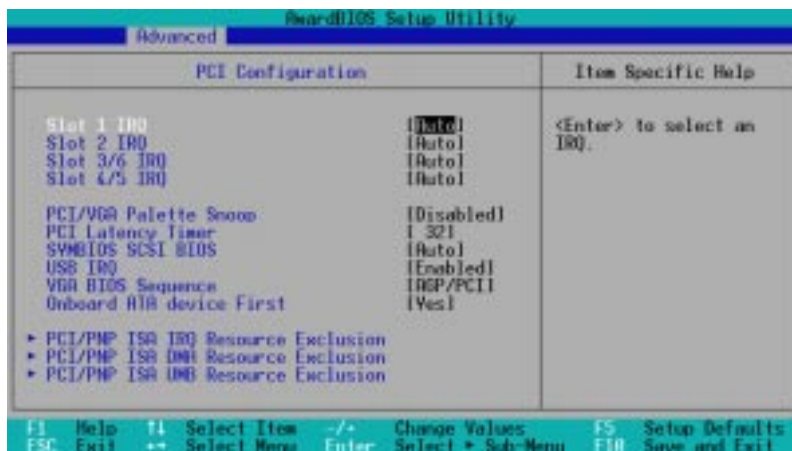 AwardBIOS Setup Utility
Advanced
PCI Configuration
Item Specific Help
Slot 1 IRQ [Auto]
Slot 2 IRQ [Auto]
Slot 3/6 IRQ [Auto]
Slot 4/5 IRQ [Auto]
<Enter> to select an
IRQ.
PCI/VGA Palette Snoop [Disabled]
PCI Latency Timer [ 32]
SYMBIOS SCSI BIOS [Auto]
USB IRQ [Enabled]
VGA BIOS Sequence [AGP/PCI]
Onboard ATA device First [Yes]
▸ PCI/PNP ISA IRQ Resource Exclusion
▸ PCI/PNP ISA DMA Resource Exclusion
▸ PCI/PNP ISA UMB Resource Exclusion
F1 Help ↑↓ Select Item -/+ Change Values F5 Setup Defaults
ESC Exit ←→ Select Menu Enter Select ▸ Sub-Menu F10 Save and Exit